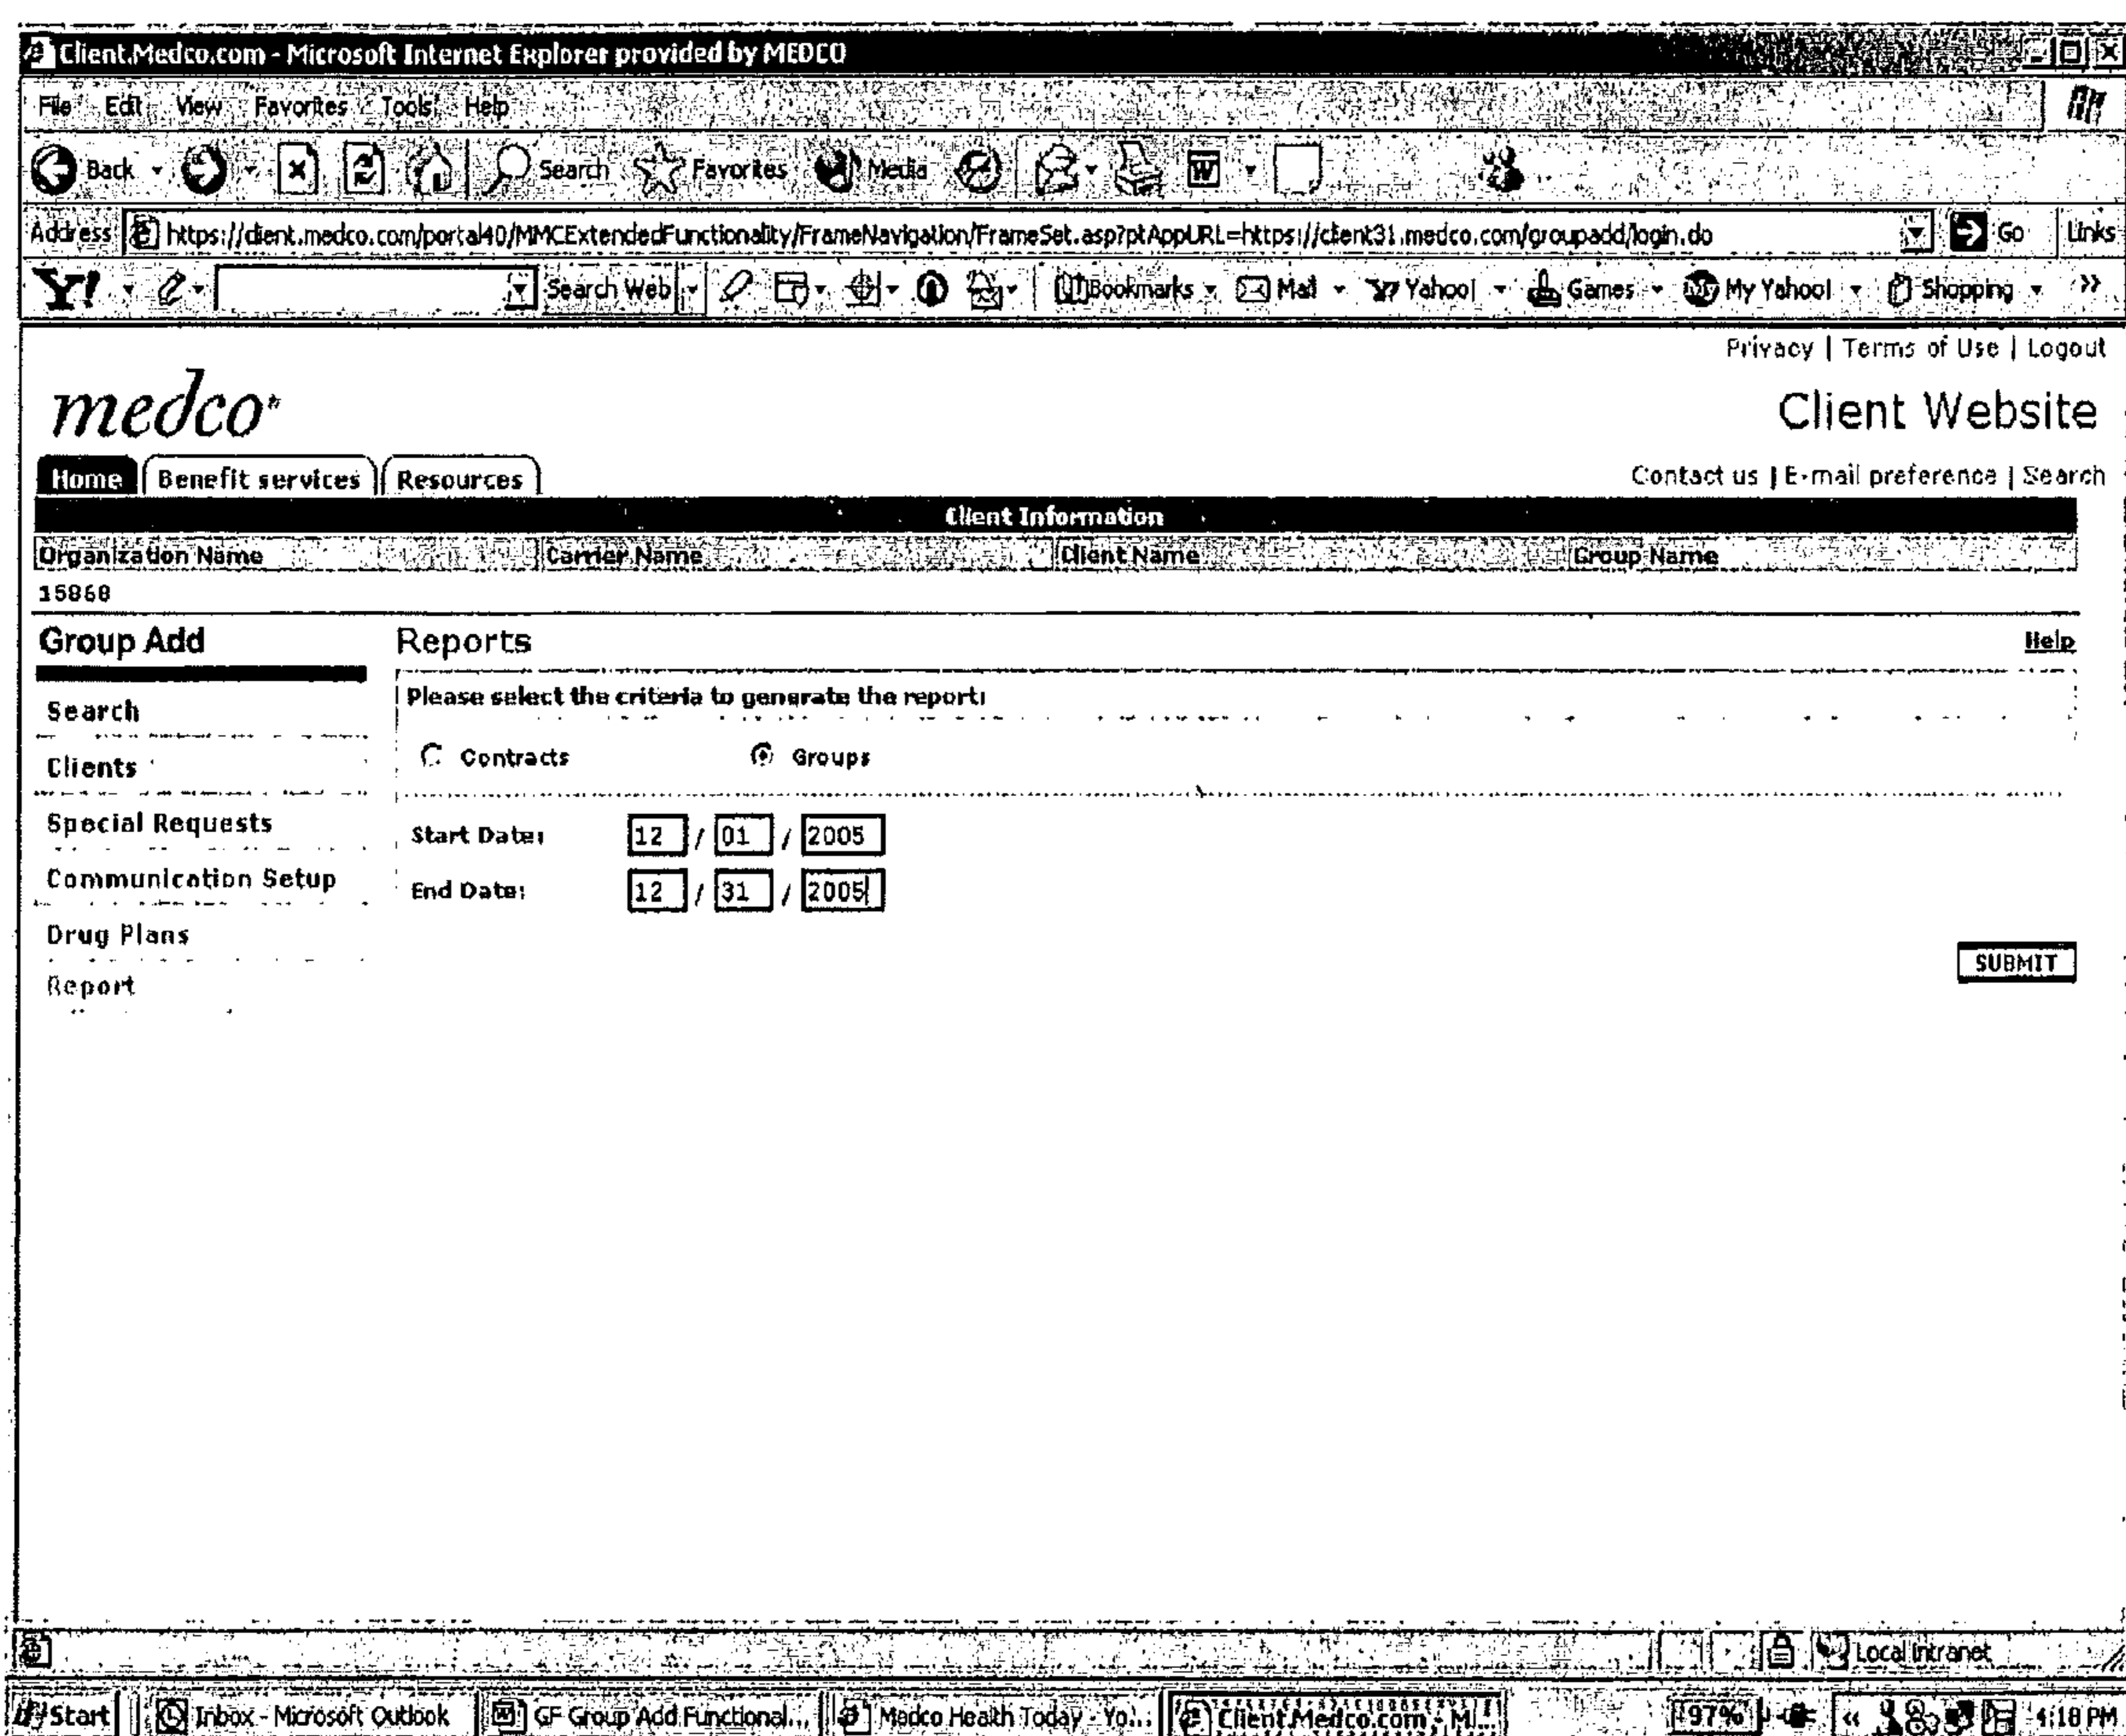 Client.Medco.com - Microsoft Internet Explorer provided by MEDCO
File Edit View Favorites Tools Help
Back Search Favorites Media
Address https://client.medco.com/portal40/MMCExtendedFunctionality/FrameNavigation/FrameSet.asp?ptAppURL=https://client31.medco.com/groupadd/login.do Go Links
Y! Search Web Bookmarks Mail Yahoo! Games My Yahoo! Shopping »
Privacy | Terms of Use | Logout
medco
Client Website
Home Benefit services Resources Contact us | E-mail preference | Search
Client Information
Organization Name Carrier Name Client Name Group Name
15868
Group Add Reports Help
Please select the criteria to generate the report:
Search
Contracts Groups
Clients
Special Requests
Start Date: 12 / 01 / 2005
Communication Setup
End Date: 12 / 31 / 2005
Drug Plans
SUBMIT
Report
Local intranet
Start Inbox - Microsoft Outlook GF Group Add Functional... Medco Health Today - Yo... Client.Medco.com - Mi... 97% « 4:18 PM